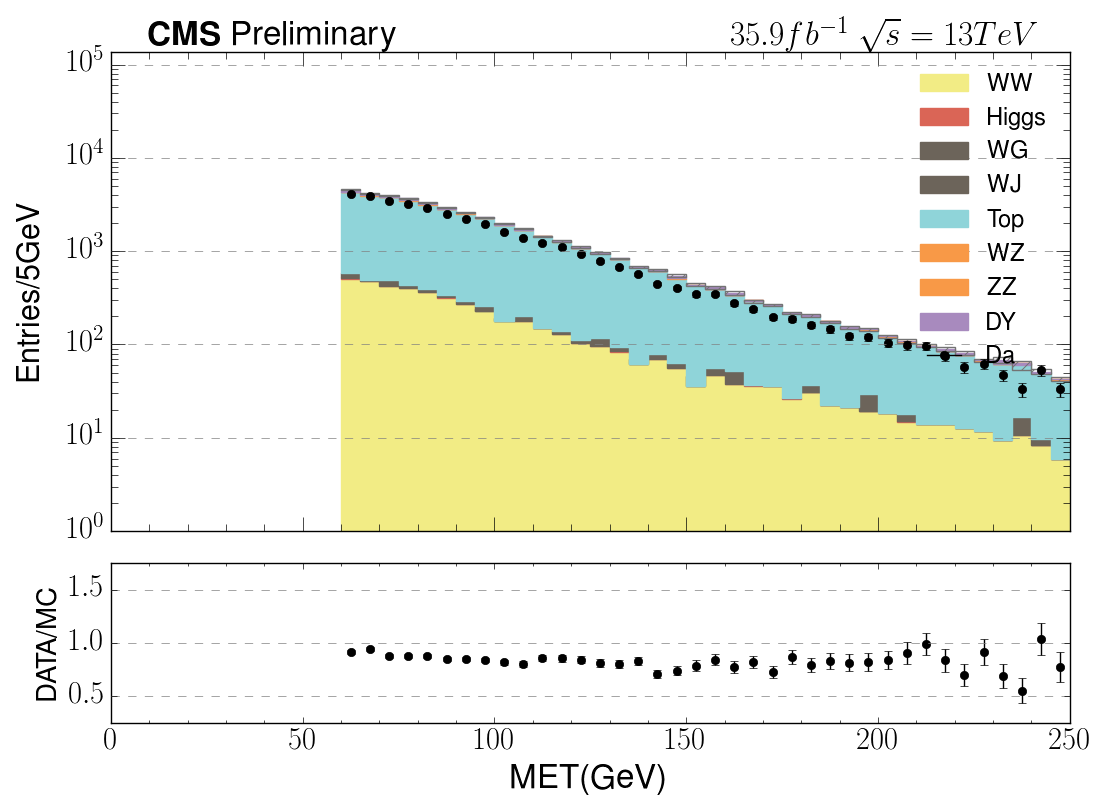 CMS Preliminary
35.9fb⁻¹ √s = 13TeV
10⁵
10⁴
10³
10²
10¹
10⁰
Entries/5GeV
WW
Higgs
WG
WJ
Top
WZ
ZZ
DY
Da
1.5
1.0
0.5
DATA/MC
0 50 100 150 200 250
MET(GeV)